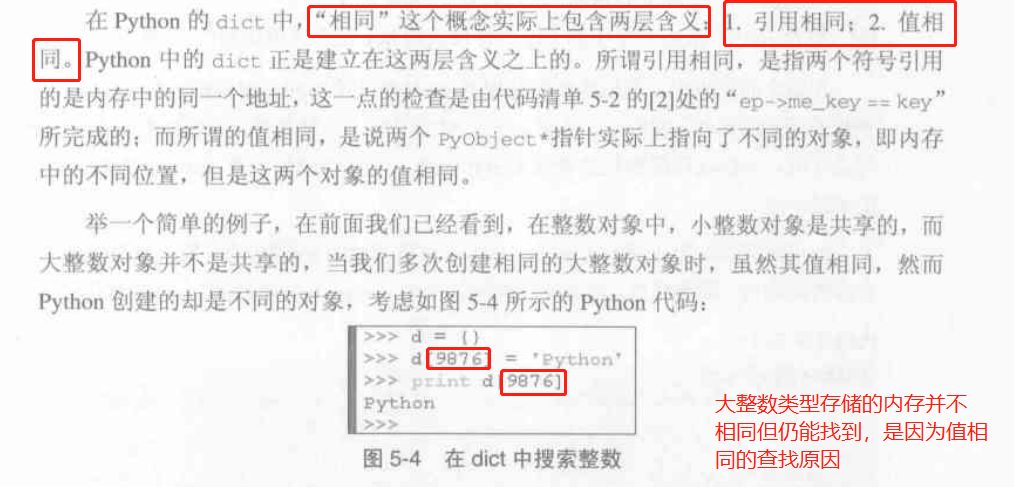 在 Python 的 dict 中，“相同”这个概念实际上包含两层含义：1. 引用相同；2. 值相
同。Python 中的 dict 正是建立在这两层含义之上的。所谓引用相同，是指两个符号引用
的是内存中的同一个地址，这一点的检查是由代码清单 5-2 的[2]处的“ep->me_key == key”
所完成的；而所谓的值相同，是说两个 PyObject*指针实际上指向了不同的对象，即内存
中的不同位置，但是这两个对象的值相同。
举一个简单的例子，在前面我们已经看到，在整数对象中，小整数对象是共享的，而
大整数对象并不是共享的，当我们多次创建相同的大整数对象时，虽然其值相同，然而
Python 创建的却是不同的对象，考虑如图 5-4 所示的 Python 代码：
>>> d = {}
>>> d[9876] = 'Python'
>>> print d[9876]
Python
>>>
图 5-4 在 dict 中搜索整数
大整数类型存储的内存并不
相同但仍能找到，是因为值相
同的查找原因